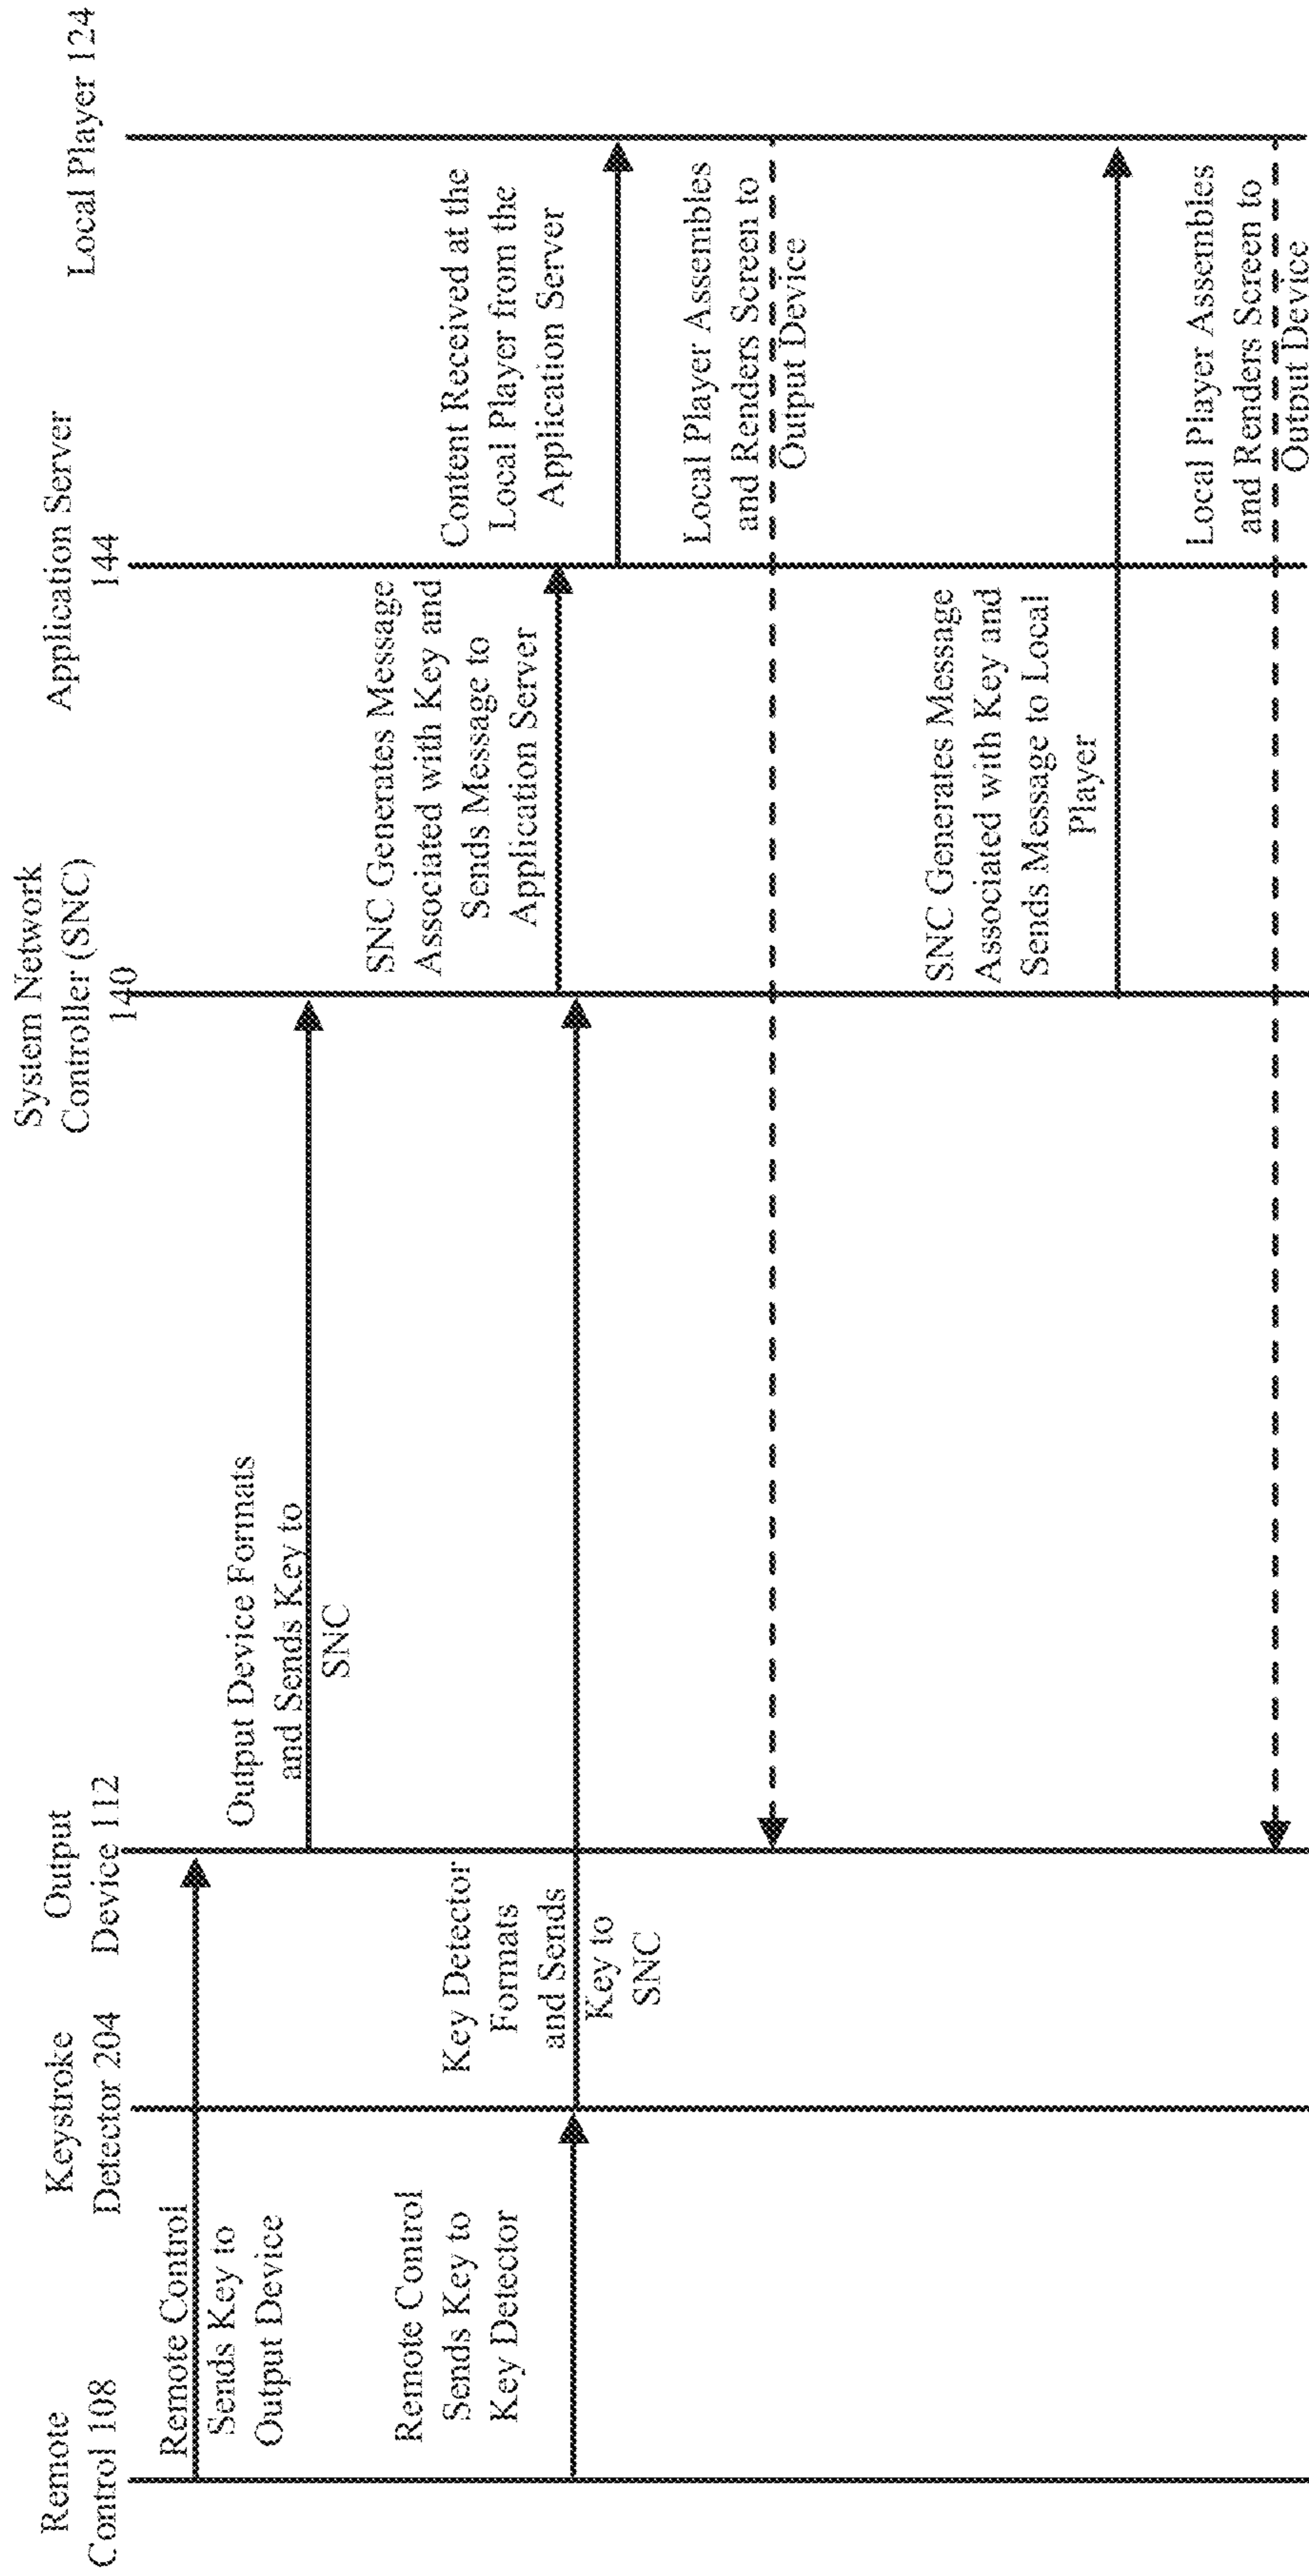 Remote
Control 108
Keystroke
Detector 204
Output
Device 112
System Network
Controller (SNC)
140
Application Server
144
Local Player 124
Remote Control
Sends Key to
Output Device
Output Device Formats
and Sends Key to
SNC
Remote Control
Sends Key to
Key Detector
Key Detector
Formats
and Sends
Key to
SNC
SNC Generates Message
Associated with Key and
Sends Message to
Application Server
Content Received at the
Local Player from the
Application Server
Local Player Assembles
and Renders Screen to
Output Device
SNC Generates Message
Associated with Key and
Sends Message to Local
Player
Local Player Assembles
and Renders Screen to
Output Device